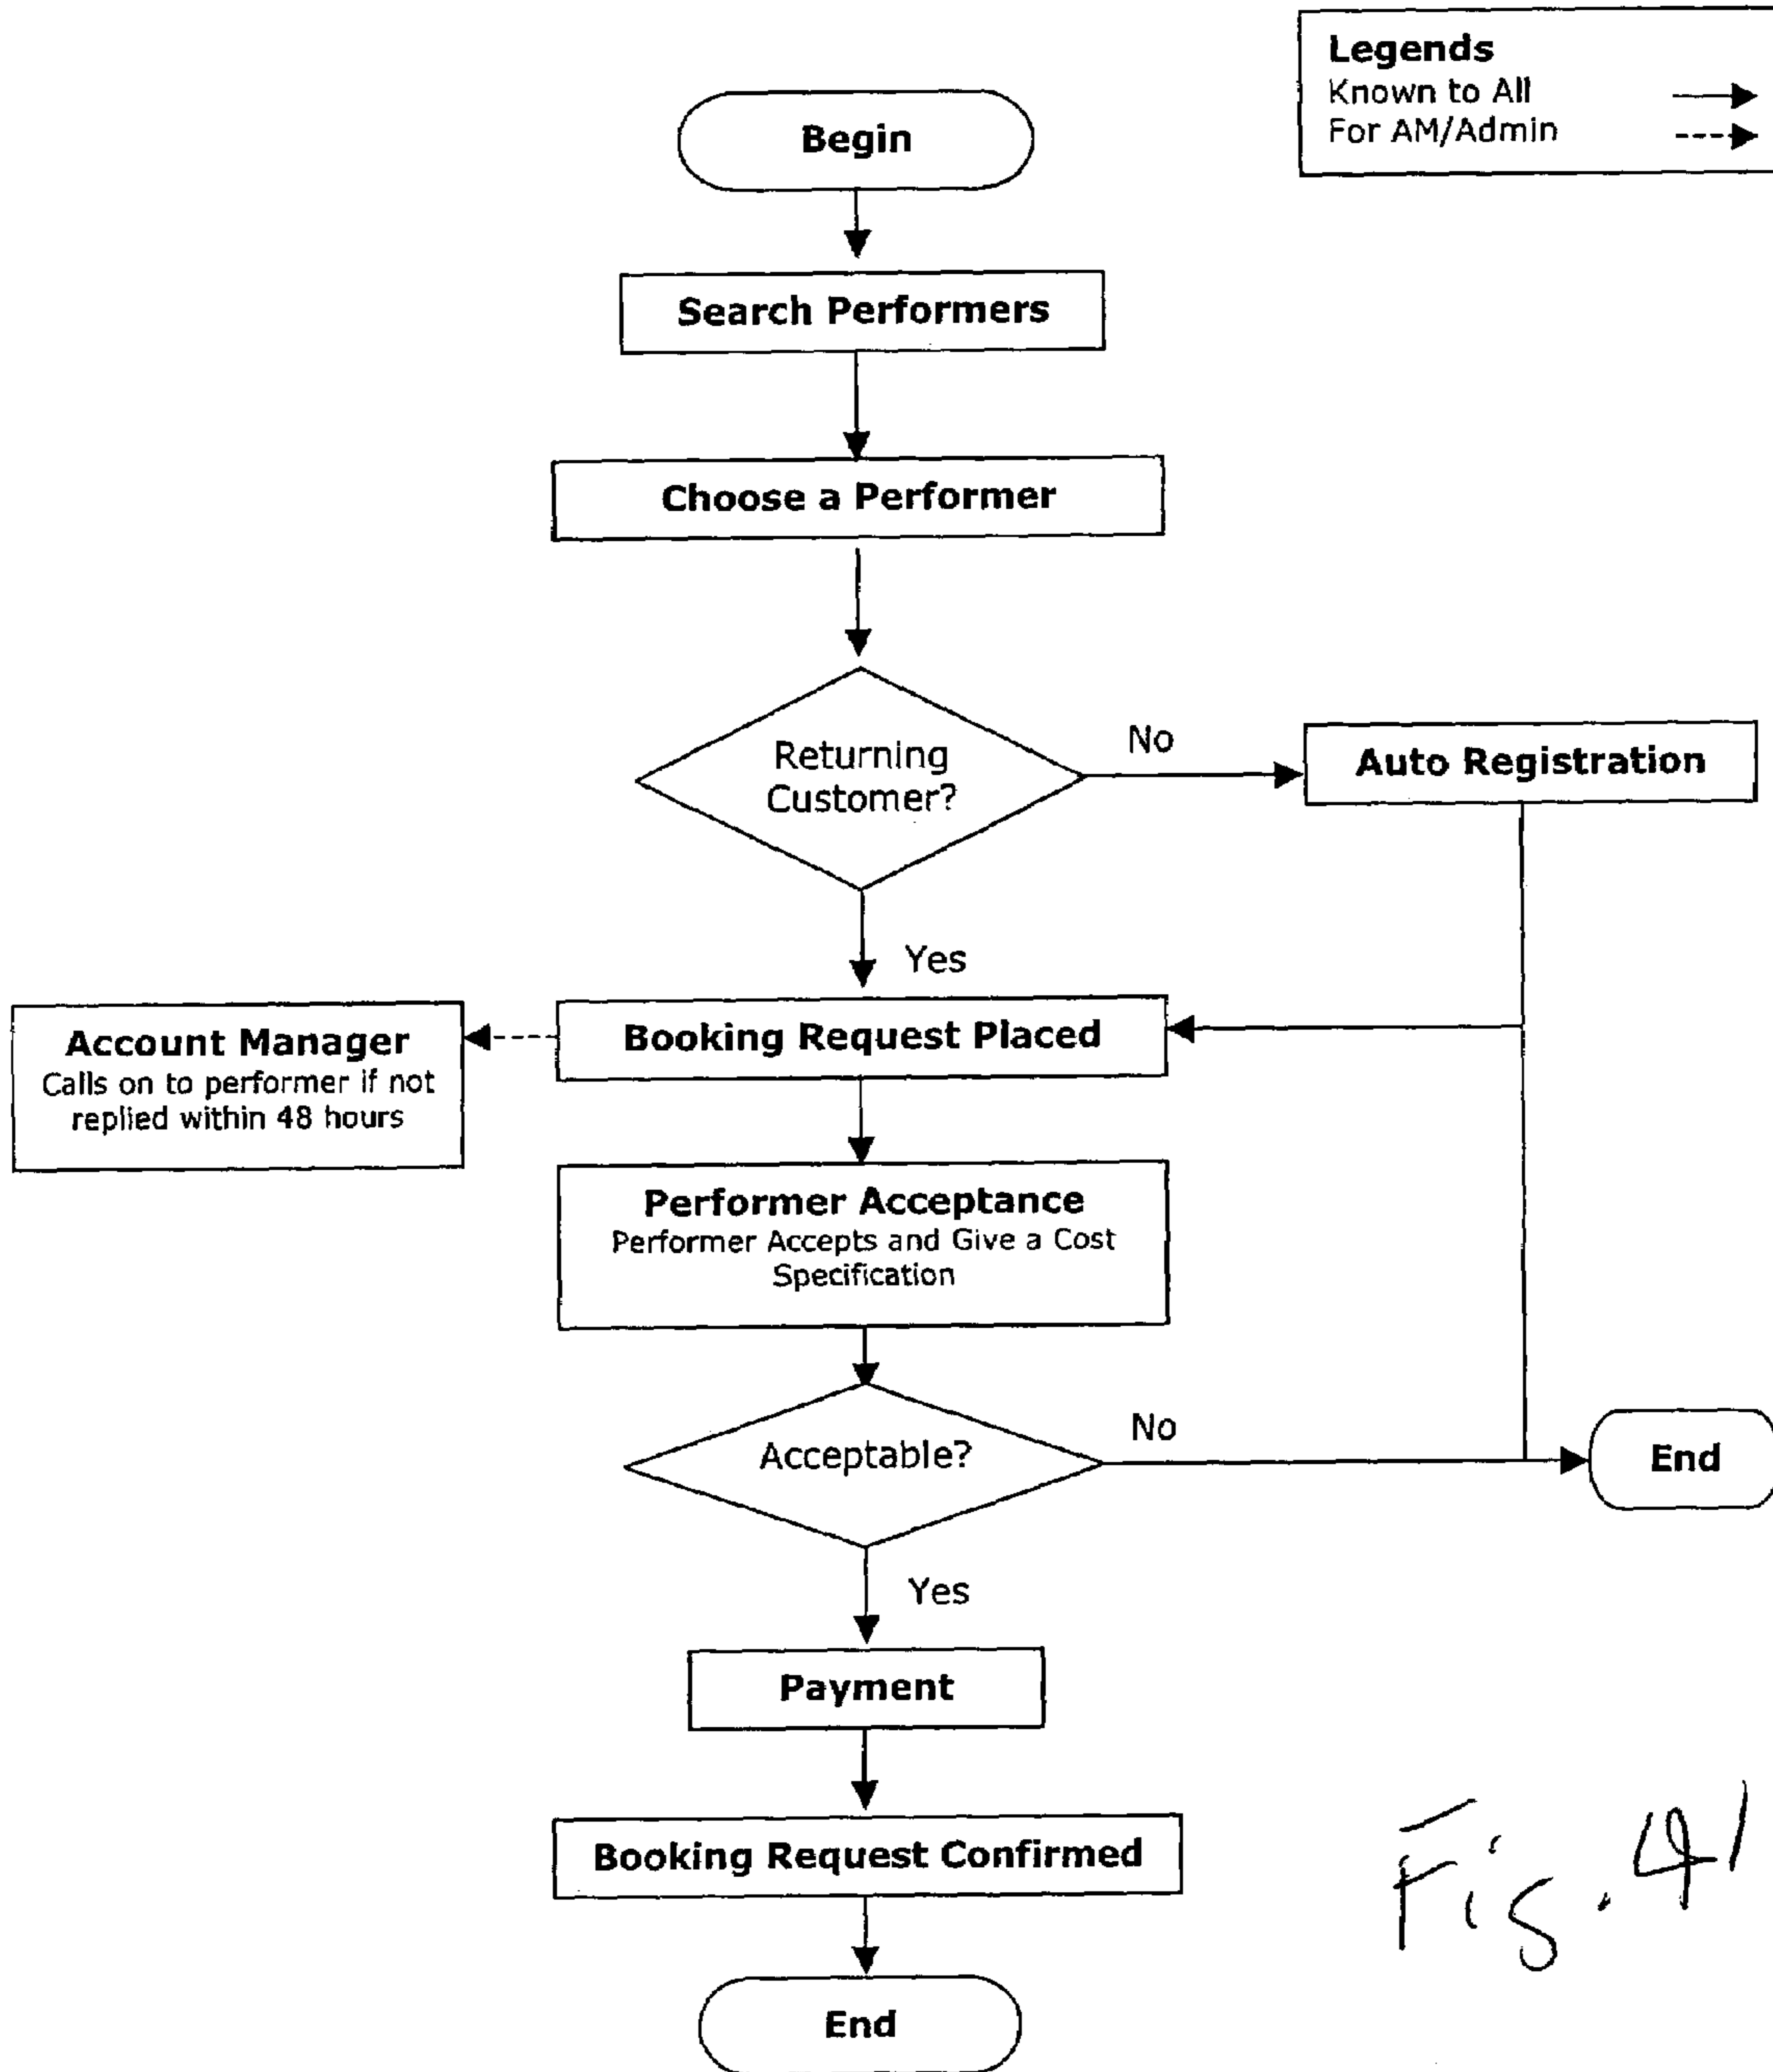 Legends
Known to All
For AM/Admin
Begin
Search Performers
Choose a Performer
Returning
Customer?
No
Auto Registration
Yes
Account Manager
Calls on to performer if not
replied within 48 hours
Booking Request Placed
Performer Acceptance
Performer Accepts and Give a Cost
Specification
Acceptable?
No
End
Yes
Payment
Booking Request Confirmed
End
Fig. 41